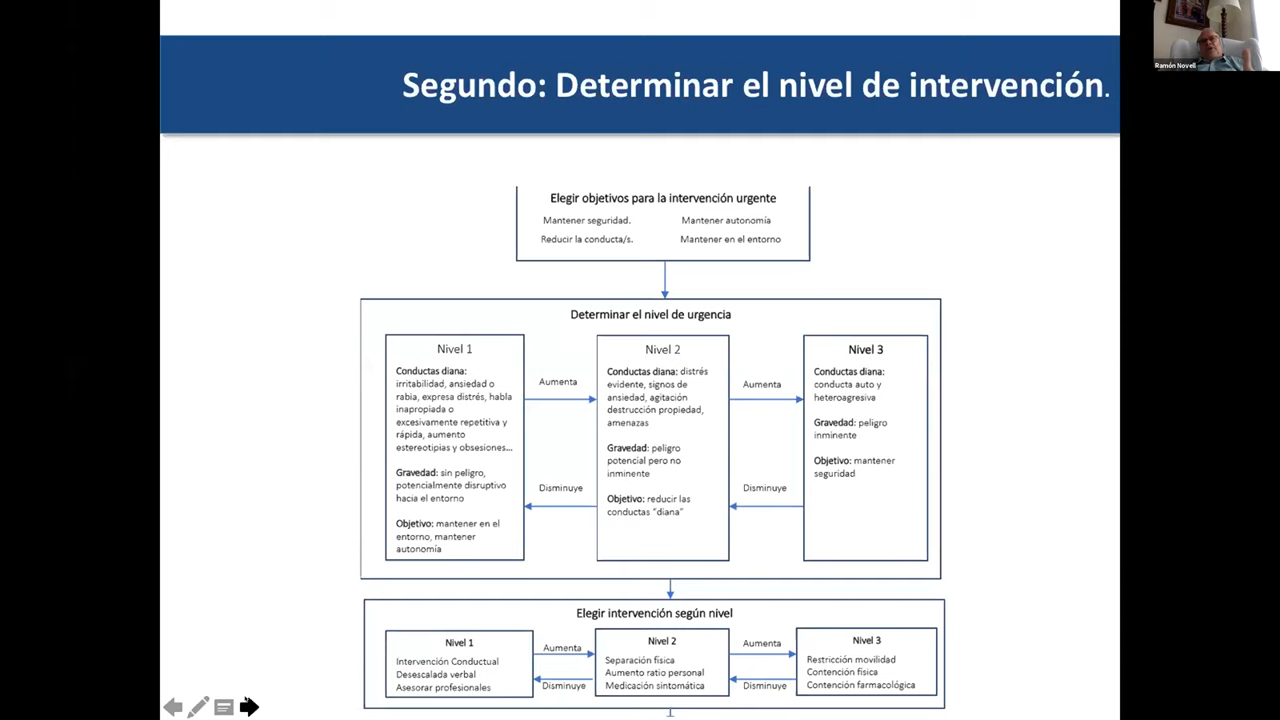 Segundo: Determinar el nivel de intervención.
Ramón Novell
Elegir objetivos para la intervención urgente
Mantener seguridad. Mantener autonomía
Reducir la conducta/s. Mantener en el entorno
Determinar el nivel de urgencia
Nivel 1
Conductas diana:
irritabilidad, ansiedad o
rabia, expresa distrés, habla
inapropiada o
excesivamente repetitiva y
rápida, aumento
estereotipias y obsesiones...
Gravedad: sin peligro,
potencialmente disruptivo
hacia el entorno
Objetivo: mantener en el
entorno, mantener
autonomía
Aumenta
Disminuye
Nivel 2
Conductas diana: distrés
evidente, signos de
ansiedad, agitación
destrucción propiedad,
amenazas
Gravedad: peligro
potencial pero no
inminente
Objetivo: reducir las
conductas "diana"
Aumenta
Disminuye
Nivel 3
Conductas diana:
conducta auto y
heteroagresiva
Gravedad: peligro
inminente
Objetivo: mantener
seguridad
Elegir intervención según nivel
Nivel 1
Intervención Conductual
Desescalada verbal
Asesorar profesionales
Aumenta
Disminuye
Nivel 2
Separación física
Aumento ratio personal
Medicación sintomática
Aumenta
Disminuye
Nivel 3
Restricción movilidad
Contención física
Contención farmacológica